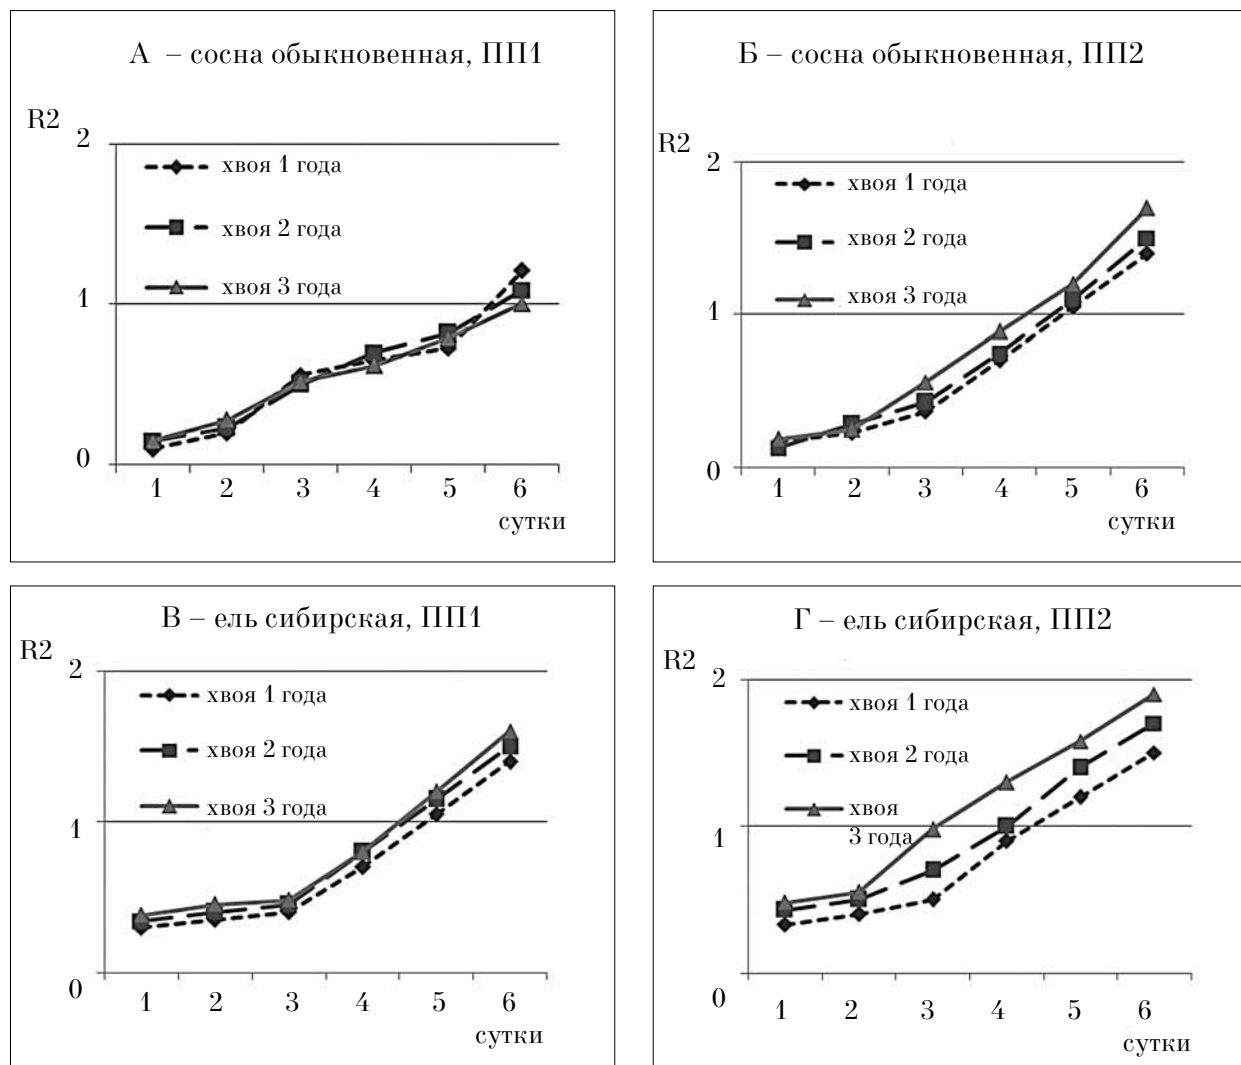 А – сосна обыкновенная, ПП1
R2
2
хвоя 1 года
хвоя 2 года
хвоя 3 года
1
0
1 2 3 4 5 6
сутки
Б – сосна обыкновенная, ПП2
R2
2
хвоя 1 года
хвоя 2 года
хвоя 3 года
1
0
1 2 3 4 5 6
сутки
В – ель сибирская, ПП1
R2
2
хвоя 1 года
хвоя 2 года
хвоя 3 года
1
0
1 2 3 4 5 6
сутки
Г – ель сибирская, ПП2
R2
2
хвоя 1 года
хвоя 2 года
хвоя
3 года
1
0
1 2 3 4 5 6
сутки